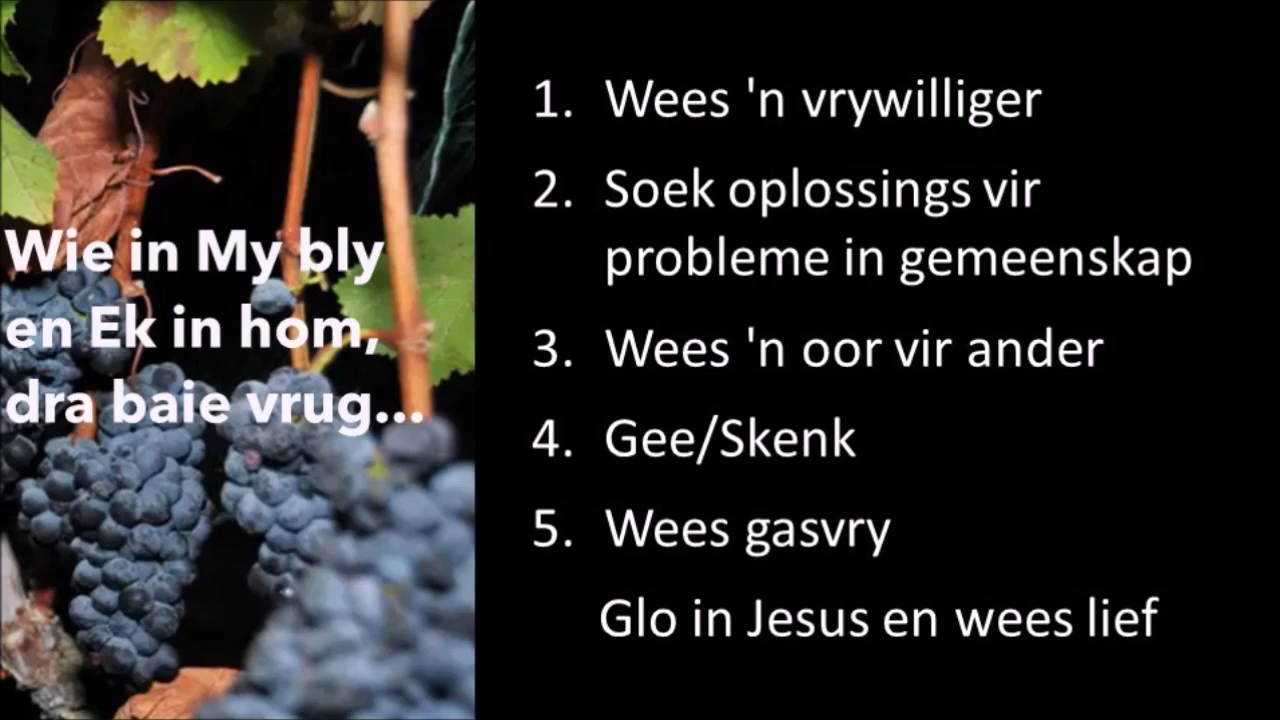 Wie in My bly
en Ek in hom,
dra baie vrug...
1. Wees 'n vrywilliger
2. Soek oplossings vir
probleme in gemeenskap
3. Wees 'n oor vir ander
4. Gee/Skenk
5. Wees gasvry
Glo in Jesus en wees lief